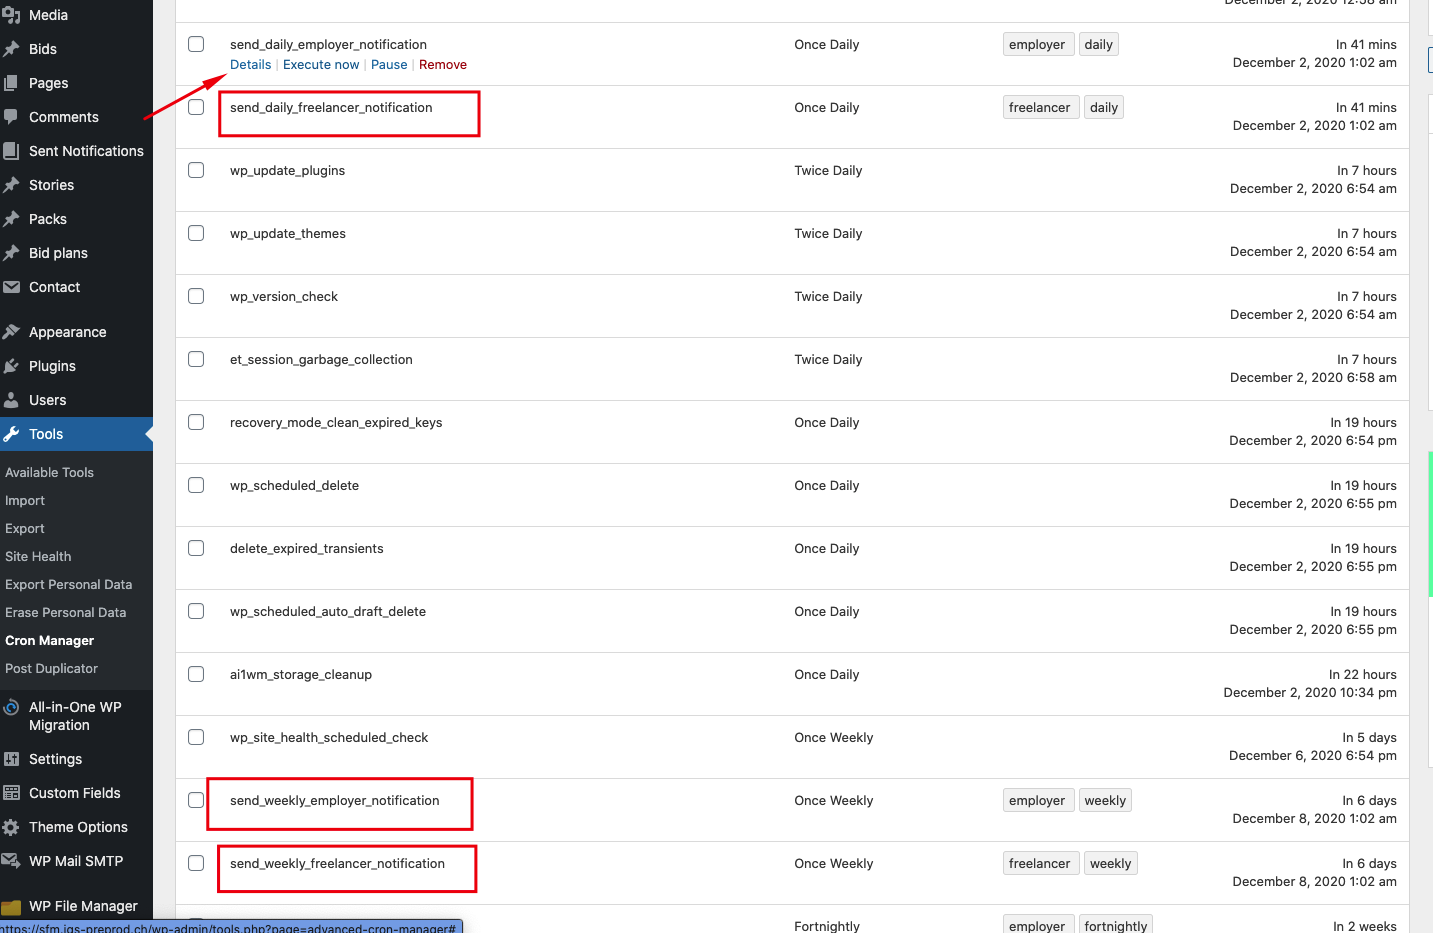 Media
Bids
Pages
Comments
Sent Notifications
Stories
Packs
Bid plans
Contact
Appearance
Plugins
Users
Tools
Available Tools
Import
Export
Site Health
Export Personal Data
Erase Personal Data
Cron Manager
Post Duplicator
All-in-One WP
Migration
Settings
Custom Fields
Theme Options
WP Mail SMTP
WP File Manager
December 2, 2020 12:58 am
send_daily_employer_notification Once Daily employer daily In 41 mins
Details | Execute now | Pause | Remove December 2, 2020 1:02 am
send_daily_freelancer_notification Once Daily freelancer daily In 41 mins
December 2, 2020 1:02 am
wp_update_plugins Twice Daily In 7 hours
December 2, 2020 6:54 am
wp_update_themes Twice Daily In 7 hours
December 2, 2020 6:54 am
wp_version_check Twice Daily In 7 hours
December 2, 2020 6:54 am
et_session_garbage_collection Twice Daily In 7 hours
December 2, 2020 6:58 am
recovery_mode_clean_expired_keys Once Daily In 19 hours
December 2, 2020 6:54 pm
wp_scheduled_delete Once Daily In 19 hours
December 2, 2020 6:55 pm
delete_expired_transients Once Daily In 19 hours
December 2, 2020 6:55 pm
wp_scheduled_auto_draft_delete Once Daily In 19 hours
December 2, 2020 6:55 pm
ai1wm_storage_cleanup Once Daily In 22 hours
December 2, 2020 10:34 pm
wp_site_health_scheduled_check Once Weekly In 5 days
December 6, 2020 6:54 pm
send_weekly_employer_notification Once Weekly employer weekly In 6 days
December 8, 2020 1:02 am
send_weekly_freelancer_notification Once Weekly freelancer weekly In 6 days
December 8, 2020 1:02 am
Fortnightly employer fortnightly In 2 weeks
https://sfm.igs-preprod.ch/wp-admin/tools.php?page=advanced-cron-manager#